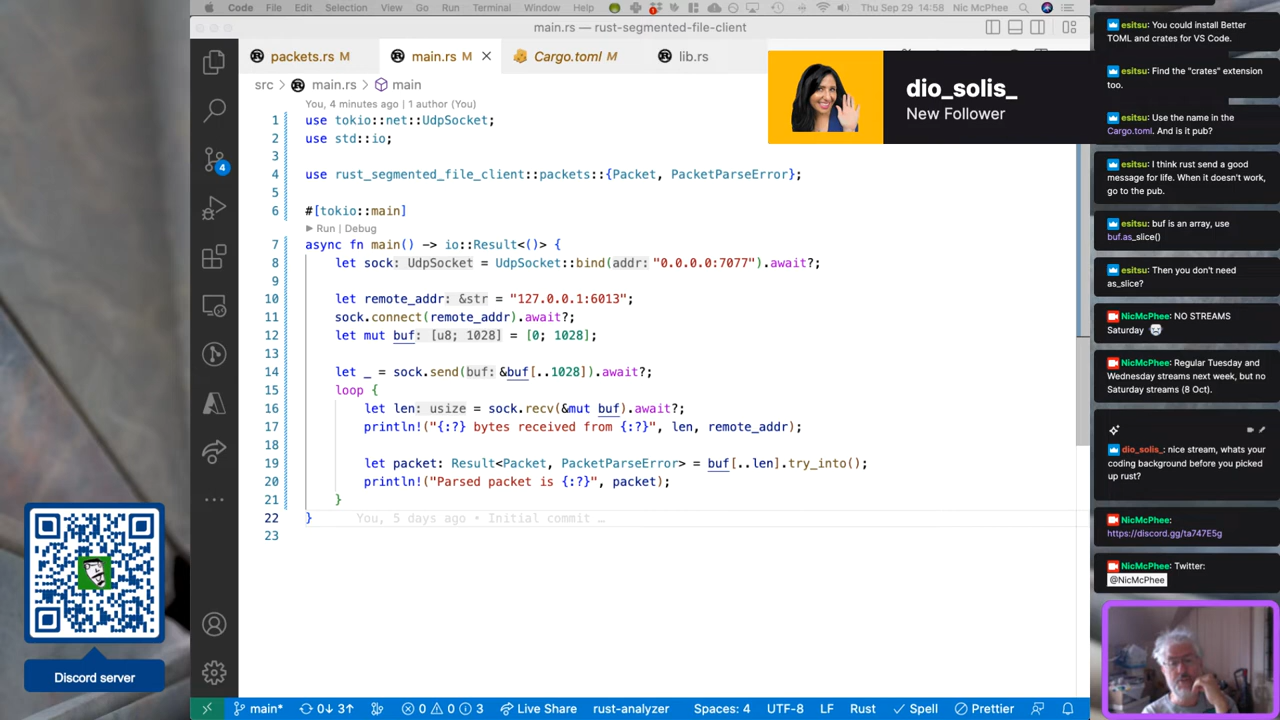 Code File Edit Selection View Go Run Terminal Window Help Thu Sep 29 14:58 Nic McPhee
main.rs — rust-segmented-file-client
packets.rs M main.rs M Cargo.toml M lib.rs
src main.rs main
You, 4 minutes ago | 1 author (You)
1 use tokio::net::UdpSocket;
2 use std::io;
3
4 use rust_segmented_file_client::packets::{Packet, PacketParseError};
5
6 #[tokio::main]
Run | Debug
7 async fn main() -> io::Result<()> {
8 let sock: UdpSocket = UdpSocket::bind(addr: "0.0.0.0:7077").await?;
9
10 let remote_addr: &str = "127.0.0.1:6013";
11 sock.connect(remote_addr).await?;
12 let mut buf: [u8; 1028] = [0; 1028];
13
14 let _ = sock.send(buf: &buf[..1028]).await?;
15 loop {
16 let len: usize = sock.recv(&mut buf).await?;
17 println!("{:?} bytes received from {:?}", len, remote_addr);
18
19 let packet: Result<Packet, PacketParseError> = buf[..len].try_into();
20 println!("Parsed packet is {:?}", packet);
21 }
22 } You, 5 days ago • Initial commit …
23
4
dio_solis_
New Follower
esitsu: You could install Better
TOML and crates for VS Code.
esitsu: Find the "crates" extension
too.
esitsu: Use the name in the
Cargo.toml. And is it pub?
esitsu: I think rust send a good
message for life. When it doesn't work,
go to the pub.
esitsu: buf is an array, use
buf.as_slice()
esitsu: Then you don't need
as_slice?
NicMcPhee: NO STREAMS
Saturday
NicMcPhee: Regular Tuesday and
Wednesday streams next week, but no
Saturday streams (8 Oct).
dio_solis_: nice stream, whats your
coding background before you picked
up rust?
NicMcPhee:
https://discord.gg/ta747E5g
NicMcPhee: Twitter:
@NicMcPhee
Discord server
main* 0↓ 3↑ 0 0 3 Live Share rust-analyzer Spaces: 4 UTF-8 LF Rust Spell Prettier